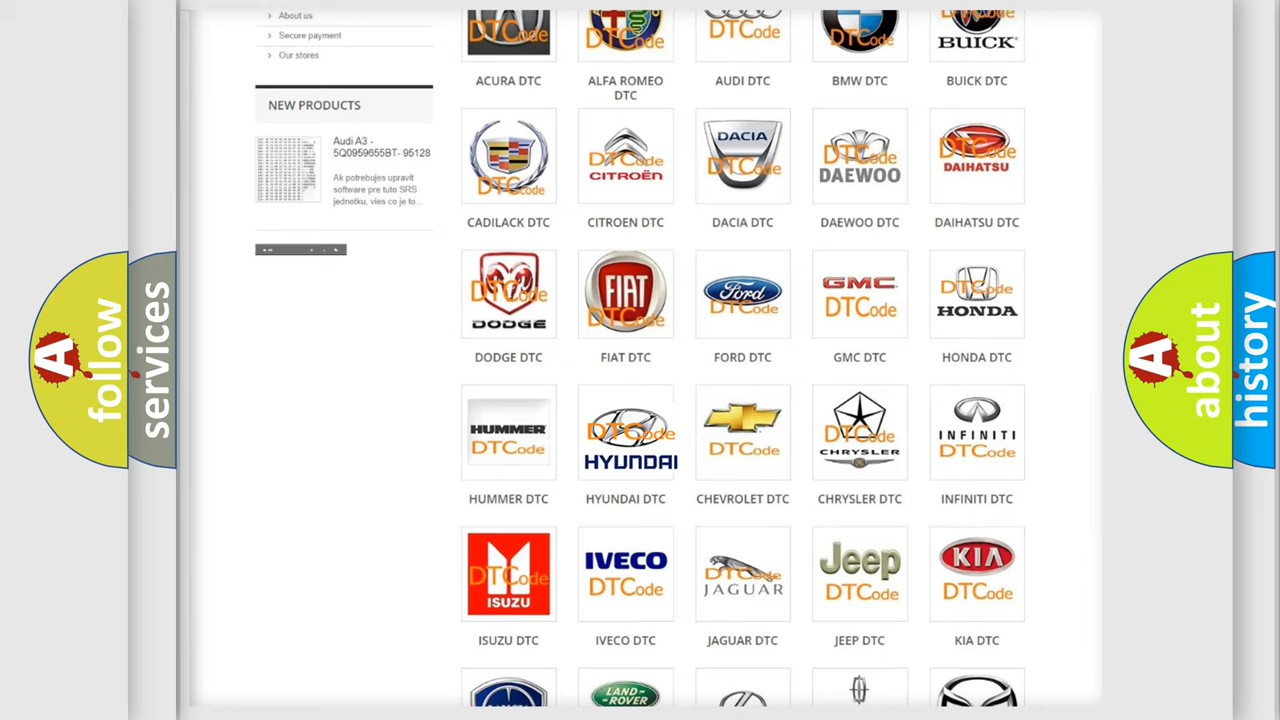 About us
Secure payment
Our stores
NEW PRODUCTS
Audi A3 -
5Q0959655BT- 95128
Ak potrebujes upravit
software pre tuto SRS
jednotku, vies co je to...
DTCode DTCode DTCode DTCode BUICK
ACURA DTC ALFA ROMEO DTC AUDI DTC BMW DTC BUICK DTC
DTCode DTCode CITROËN DACIA DTCode DTCode DAEWOO DTCode DAIHATSU
CADILACK DTC CITROEN DTC DACIA DTC DAEWOO DTC DAIHATSU DTC
DTCode DODGE FIAT DTCode Ford DTCode GMC DTCode DTCode HONDA
DODGE DTC FIAT DTC FORD DTC GMC DTC HONDA DTC
HUMMER DTCode DTCode HYUNDAI DTCode DTCode CHRYSLER INFINITI DTCode
HUMMER DTC HYUNDAI DTC CHEVROLET DTC CHRYSLER DTC INFINITI DTC
DTCode ISUZU IVECO DTCode DTCode JAGUAR Jeep DTCode KIA DTCode
ISUZU DTC IVECO DTC JAGUAR DTC JEEP DTC KIA DTC
LAND-ROVER
A follow
services
A about
history